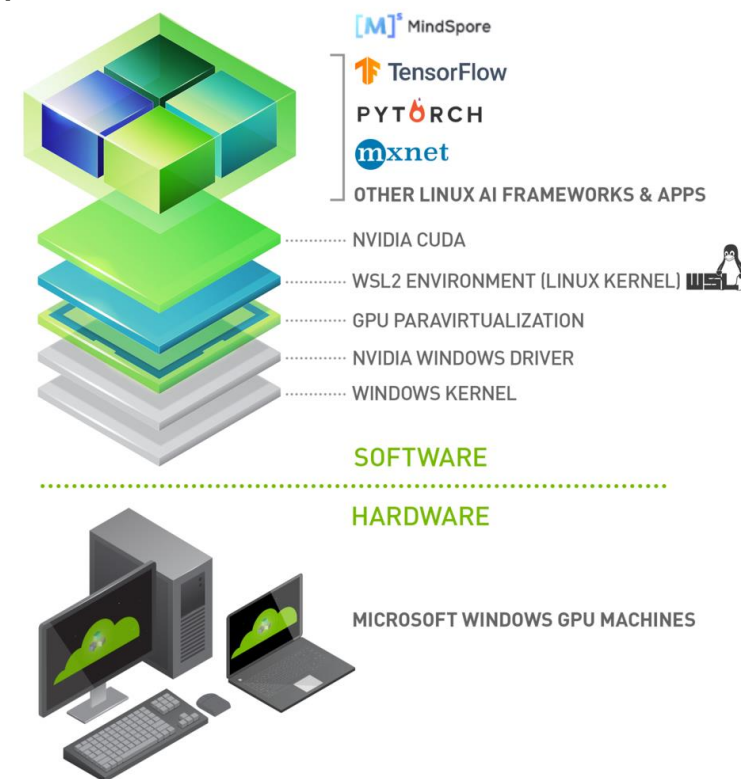 [M]ˢ MindSpore
TensorFlow
PYTORCH
mxnet
OTHER LINUX AI FRAMEWORKS & APPS
NVIDIA CUDA
WSL2 ENVIRONMENT (LINUX KERNEL) WSL
GPU PARAVIRTUALIZATION
NVIDIA WINDOWS DRIVER
WINDOWS KERNEL
SOFTWARE
HARDWARE
MICROSOFT WINDOWS GPU MACHINES